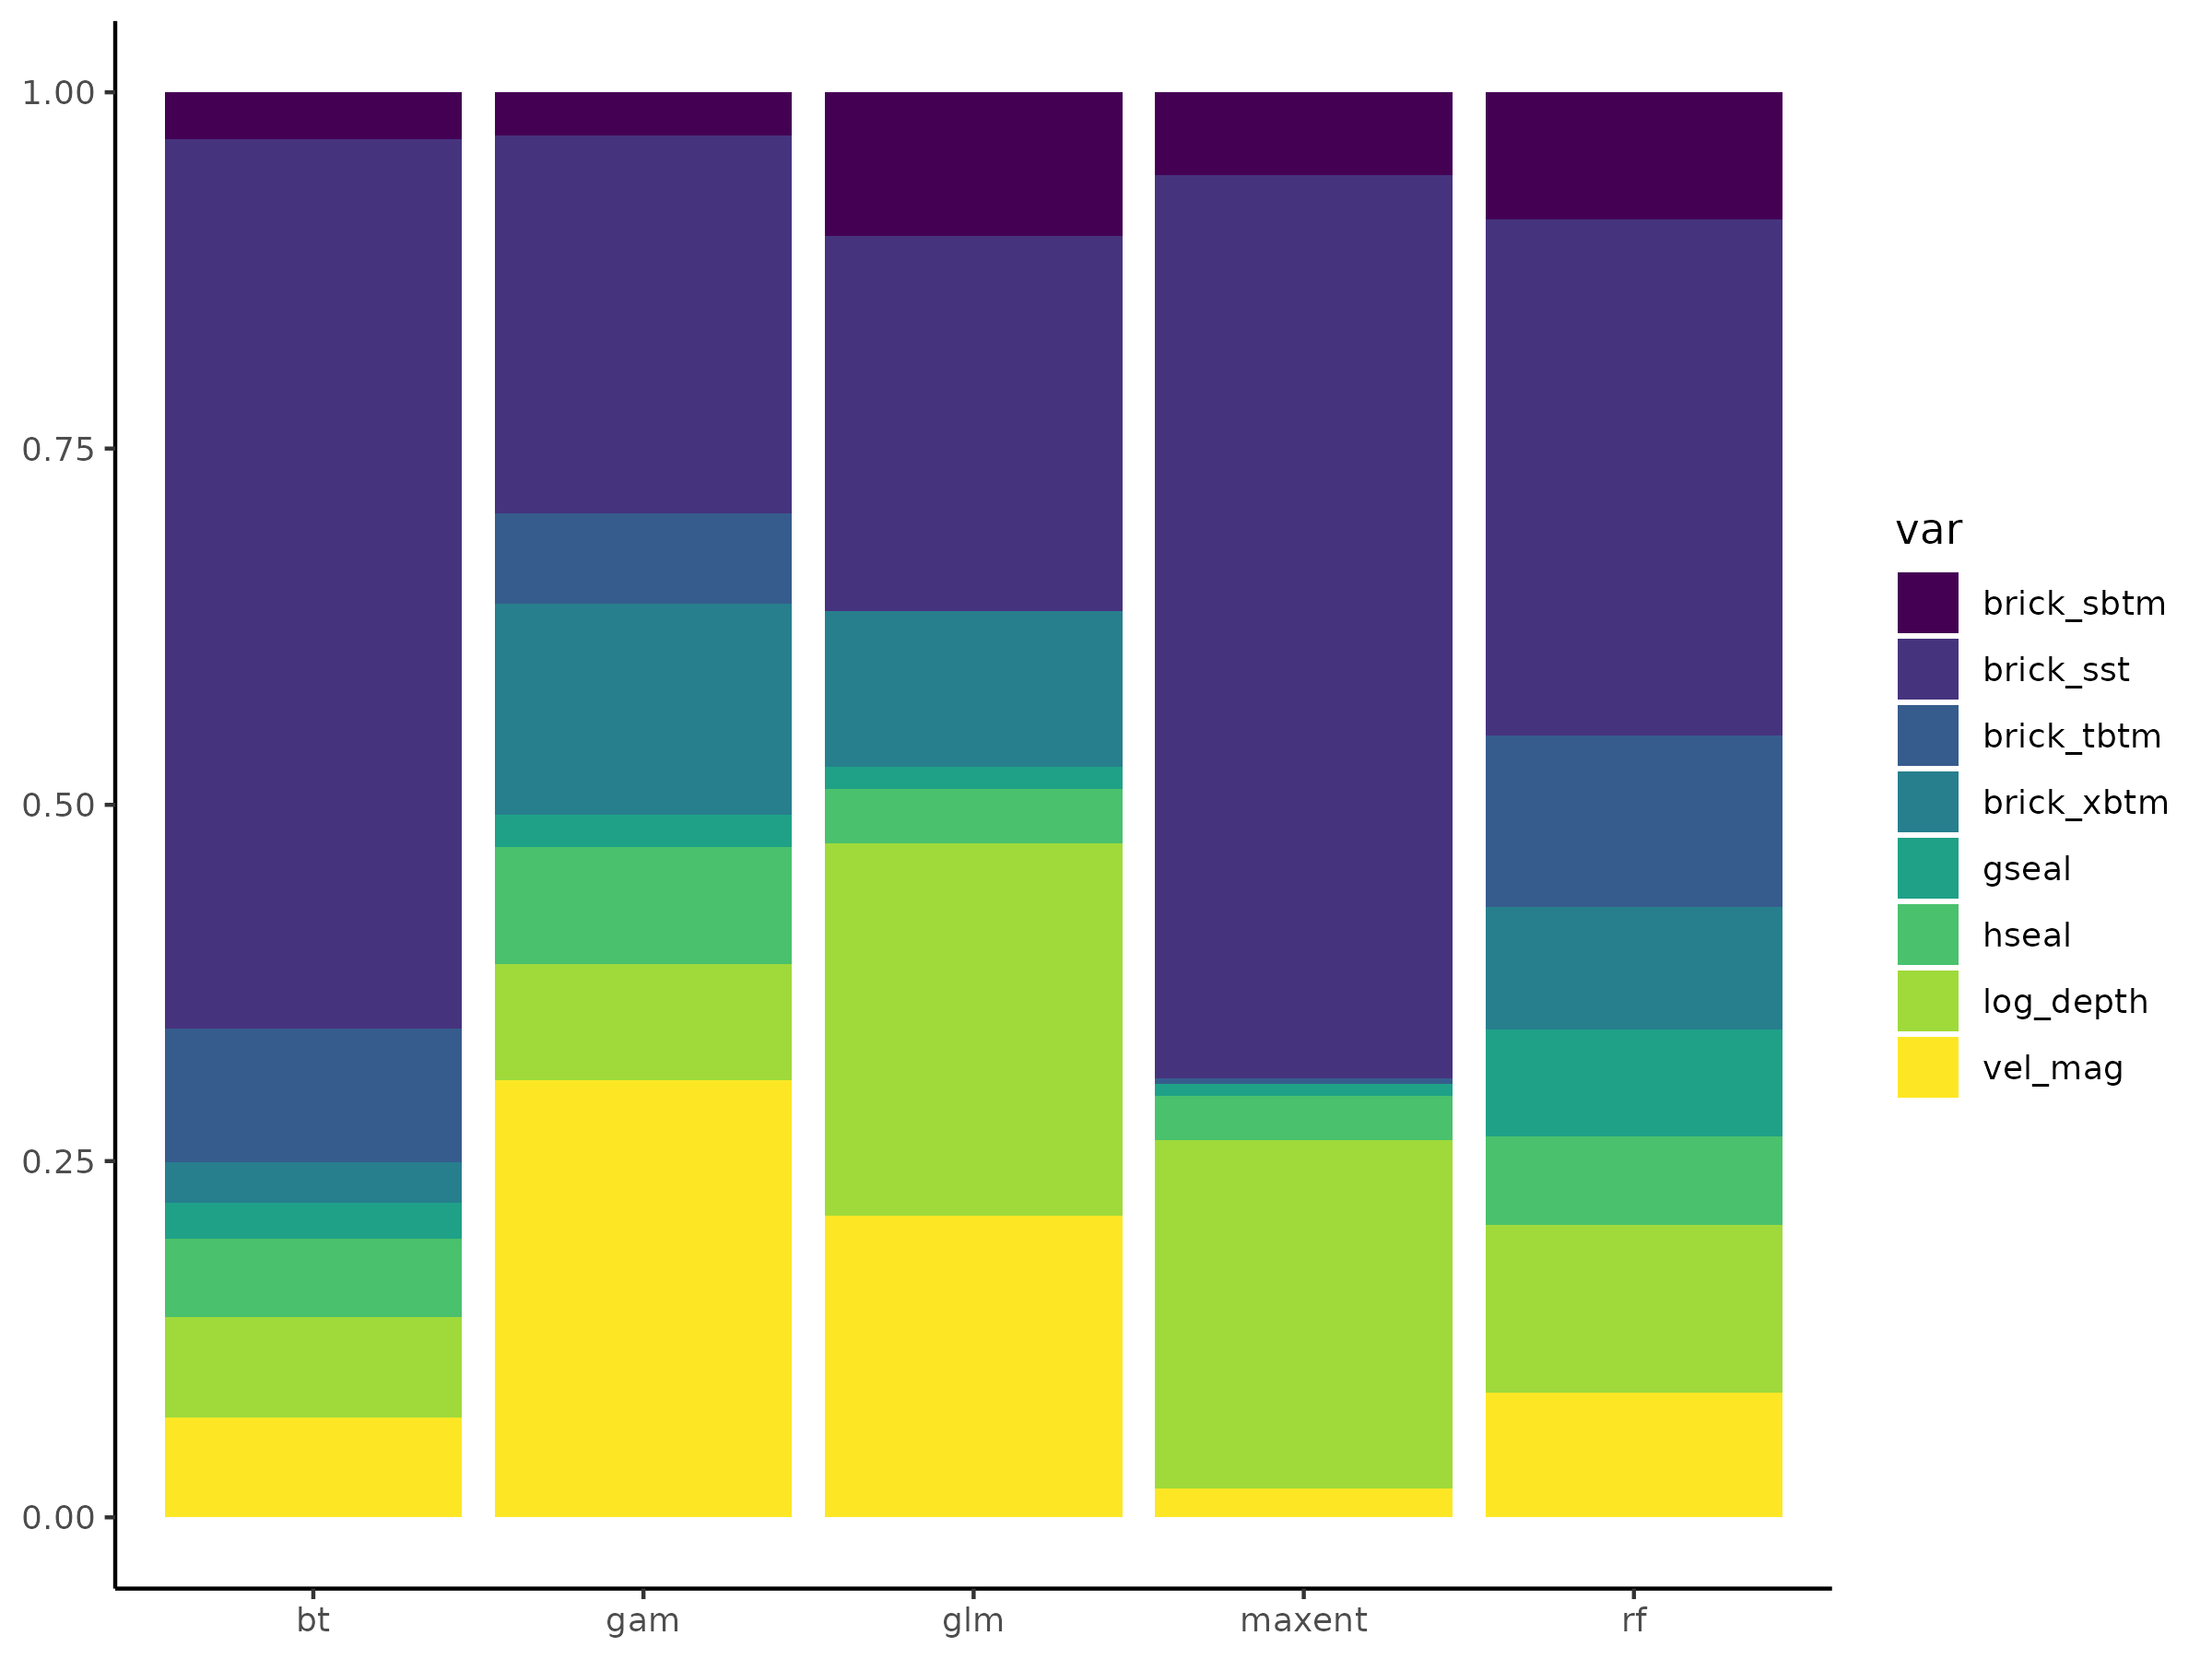 1.00
0.75
0.50
0.25
0.00
bt
gam
glm
maxent
rf
var
brick_sbtm
brick_sst
brick_tbtm
brick_xbtm
gseal
hseal
log_depth
vel_mag